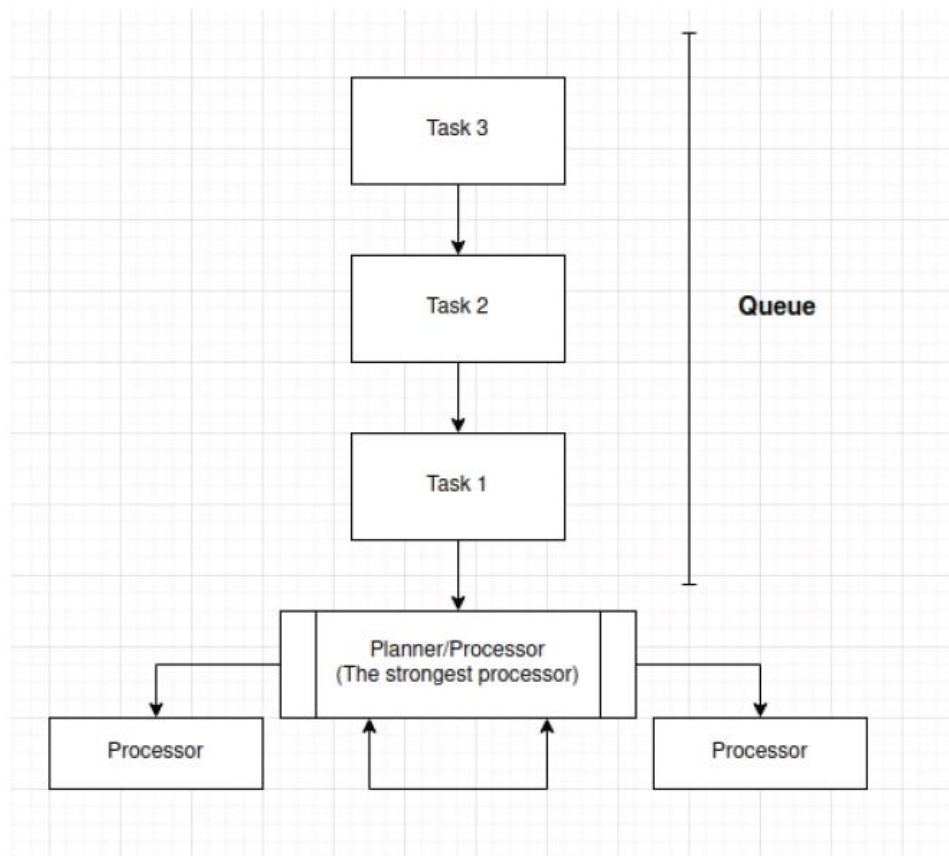 Task 3
Task 2
Queue
Task 1
Planner/Processor
(The strongest processor)
Processor
Processor